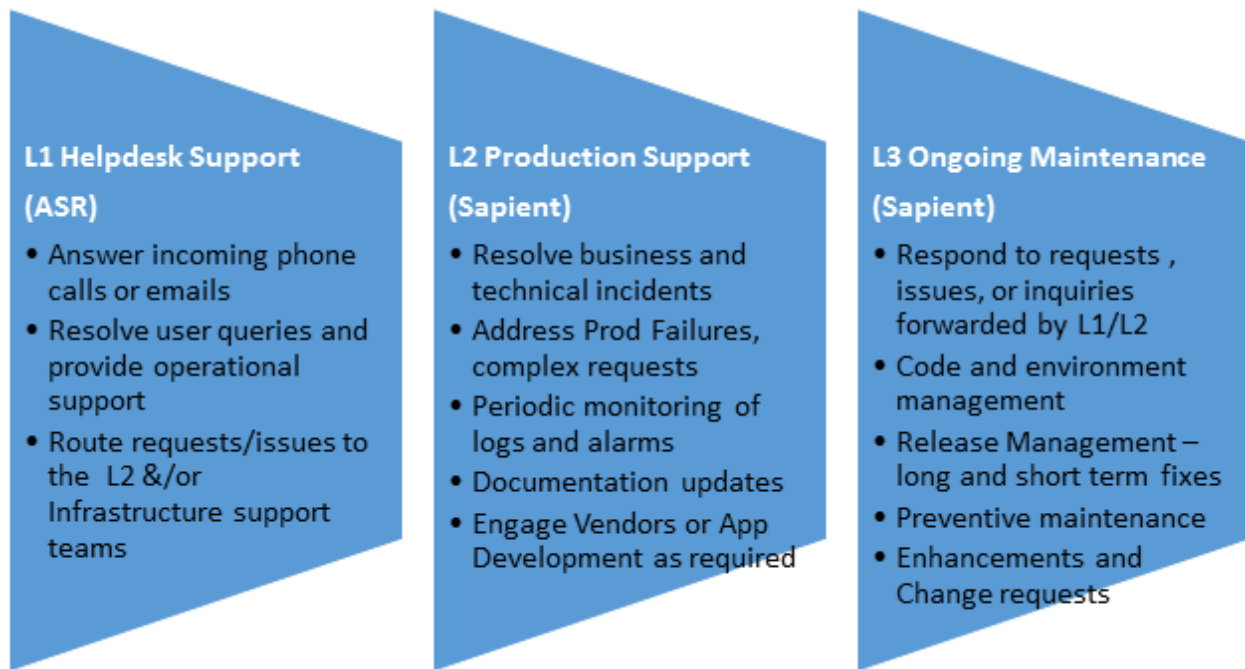 L1 Helpdesk Support
(ASR)
• Answer incoming phone
calls or emails
• Resolve user queries and
provide operational
support
• Route requests/issues to
the L2 &/or
Infrastructure support
teams
L2 Production Support
(Sapient)
• Resolve business and
technical incidents
• Address Prod Failures,
complex requests
• Periodic monitoring of
logs and alarms
• Documentation updates
• Engage Vendors or App
Development as required
L3 Ongoing Maintenance
(Sapient)
• Respond to requests ,
issues, or inquiries
forwarded by L1/L2
• Code and environment
management
• Release Management –
long and short term fixes
• Preventive maintenance
• Enhancements and
Change requests